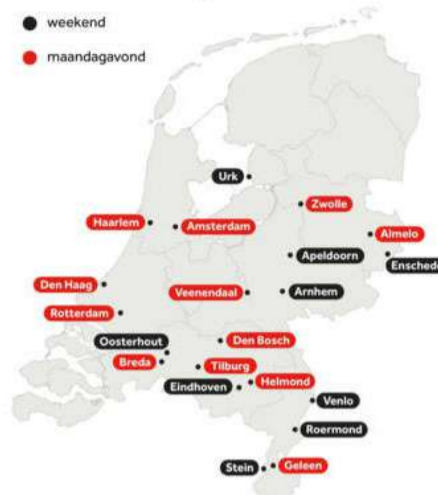 weekend
maandagavond
Urk
Zwolle
Haarlem
Amsterdam
Almelo
Apeldoorn
Enschede
Den Haag
Veenendaal
Arnhem
Rotterdam
Oosterhout
Den Bosch
Breda
Tilburg
Helmond
Eindhoven
Venlo
Roermond
Stein
Geleen